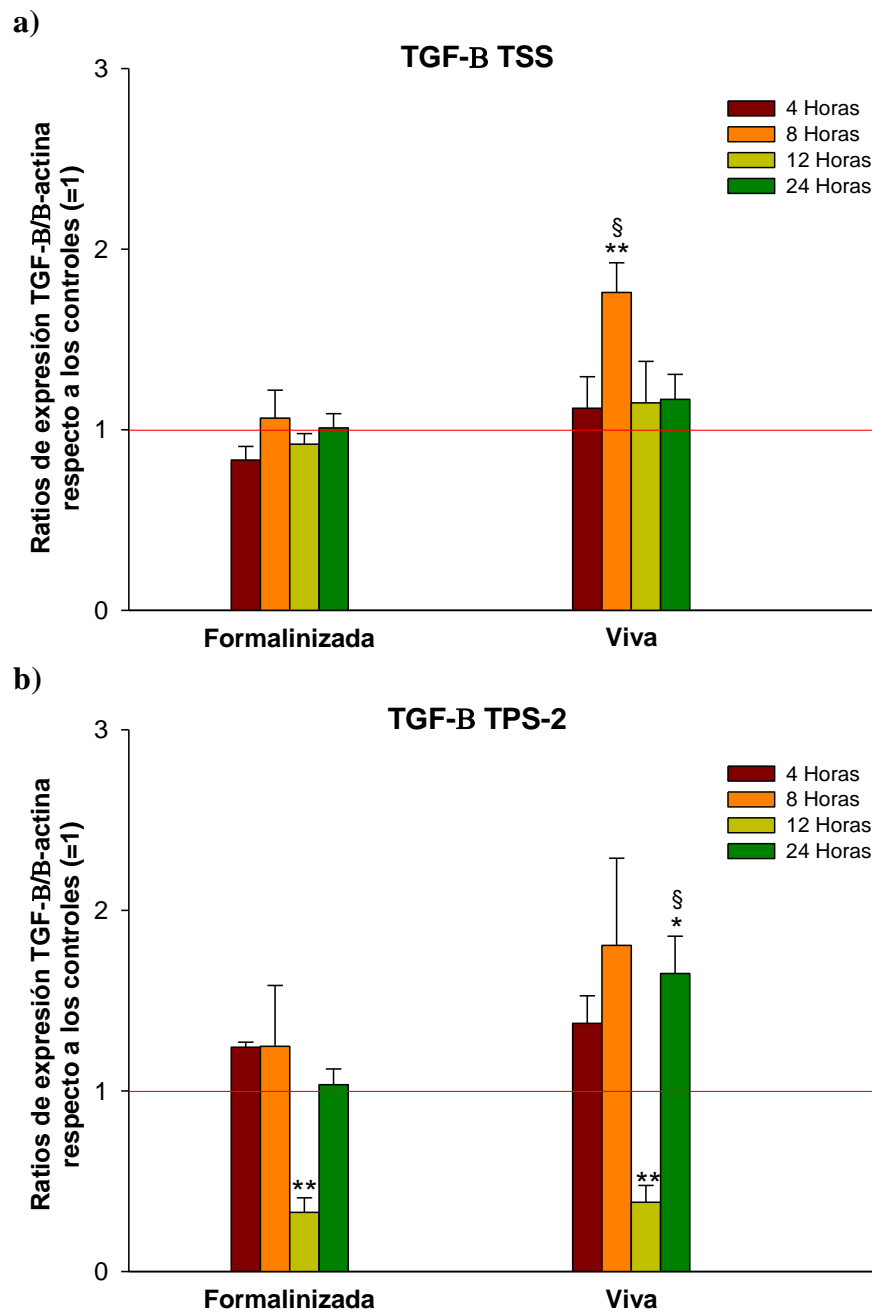 a)
TGF-B TSS
Ratios de expresión TGF-B/B-actina
respecto a los controles (=1)
3
2
1
0
4 Horas
8 Horas
12 Horas
24 Horas
§
**
Formalinizada
Viva
b)
TGF-B TPS-2
Ratios de expresión TGF-B/B-actina
respecto a los controles (=1)
3
2
1
0
4 Horas
8 Horas
12 Horas
24 Horas
§
*
**
**
Formalinizada
Viva